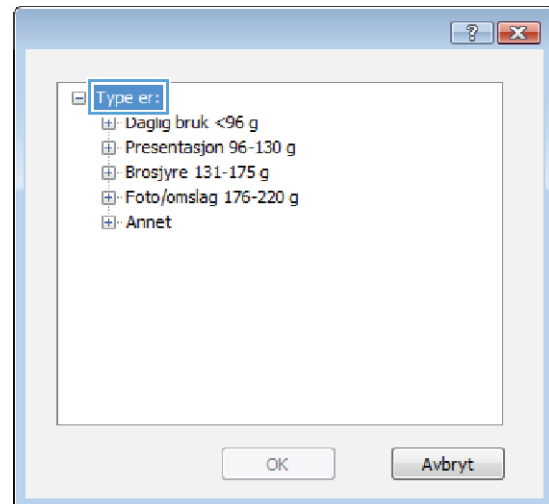 ?
Type er:
Daglig bruk <96 g
Presentasjon 96-130 g
Brosjyre 131-175 g
Foto/omslag 176-220 g
Annet
OK
Avbryt